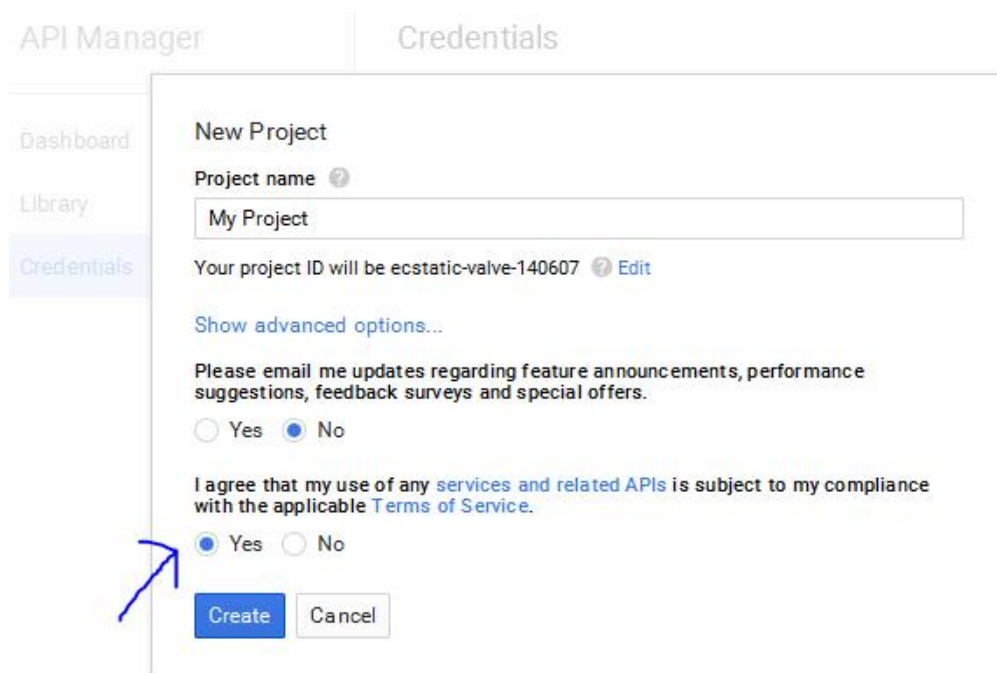 API Manager
Credentials
Dashboard
Library
Credentials
New Project
Project name ?
My Project
Your project ID will be ecstatic-valve-140607 ? Edit
Show advanced options...
Please email me updates regarding feature announcements, performance
suggestions, feedback surveys and special offers.
Yes No
I agree that my use of any services and related APIs is subject to my compliance
with the applicable Terms of Service.
Yes No
Create Cancel